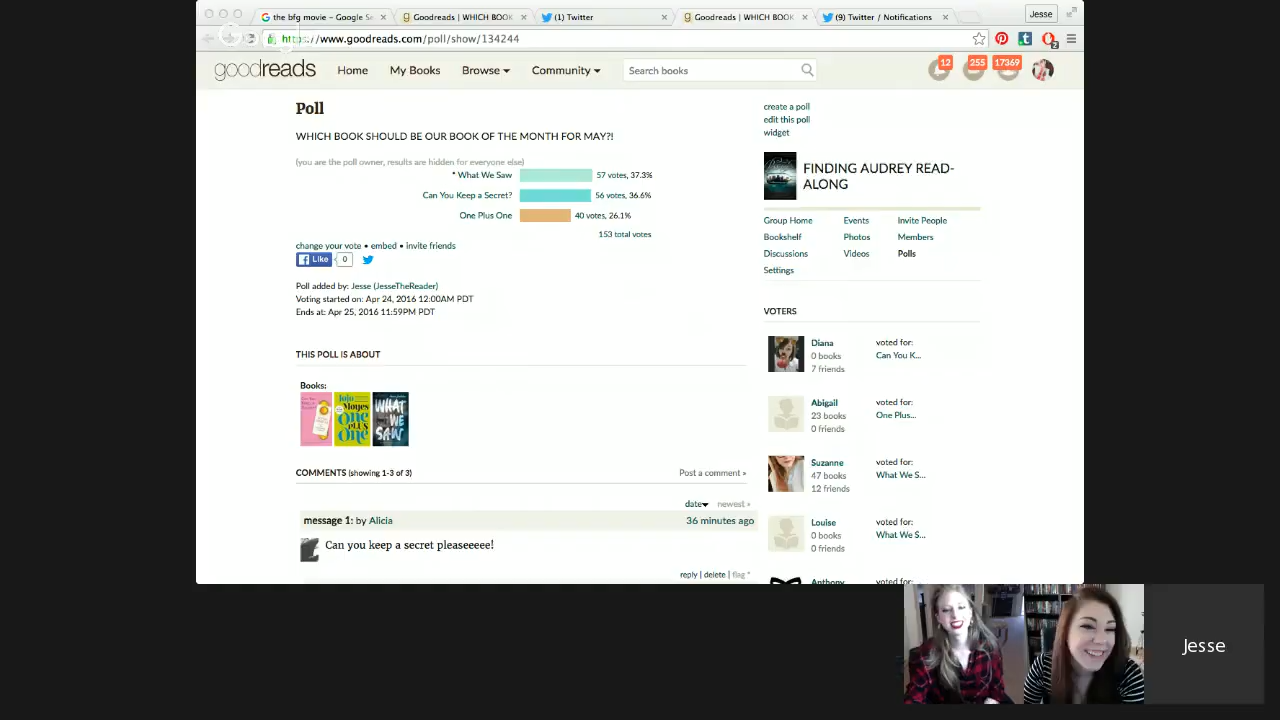 the bfg movie - Google Se
Goodreads | WHICH BOOK
(1) Twitter
Goodreads | WHICH BOOK
(9) Twitter / Notifications
Jesse
https://www.goodreads.com/poll/show/134244
2
goodreads
Home
My Books
Browse
Community
Search books
12
255
17369
Poll
WHICH BOOK SHOULD BE OUR BOOK OF THE MONTH FOR MAY?!
(you are the poll owner, results are hidden for everyone else)
* What We Saw 57 votes, 37.3%
Can You Keep a Secret? 56 votes, 36.6%
One Plus One 40 votes, 26.1%
153 total votes
change your vote • embed • invite friends
Like 0
Poll added by: Jesse (JesseTheReader)
Voting started on: Apr 24, 2016 12:00AM PDT
Ends at: Apr 25, 2016 11:59PM PDT
THIS POLL IS ABOUT
Books:
Jojo
Moyes
One
Plus
One
WHAT
WE
SAW
COMMENTS (showing 1-3 of 3)
Post a comment »
date newest »
message 1: by Alicia
36 minutes ago
Can you keep a secret pleaseeeee!
reply | delete | flag *
create a poll
edit this poll
widget
FINDING AUDREY READ-
ALONG
Group Home Events Invite People
Bookshelf Photos Members
Discussions Videos Polls
Settings
VOTERS
Diana voted for:
0 books Can You K...
7 friends
Abigail voted for:
23 books One Plus...
0 friends
Suzanne voted for:
47 books What We S...
12 friends
Louise voted for:
0 books What We S...
0 friends
Anthony voted for:
Jesse